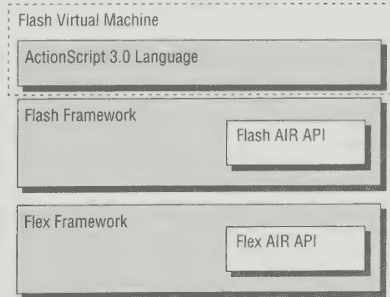 Flash Virtual Machine
ActionScript 3.0 Language
Flash Framework
Flash AIR API
Flex Framework
Flex AIR API